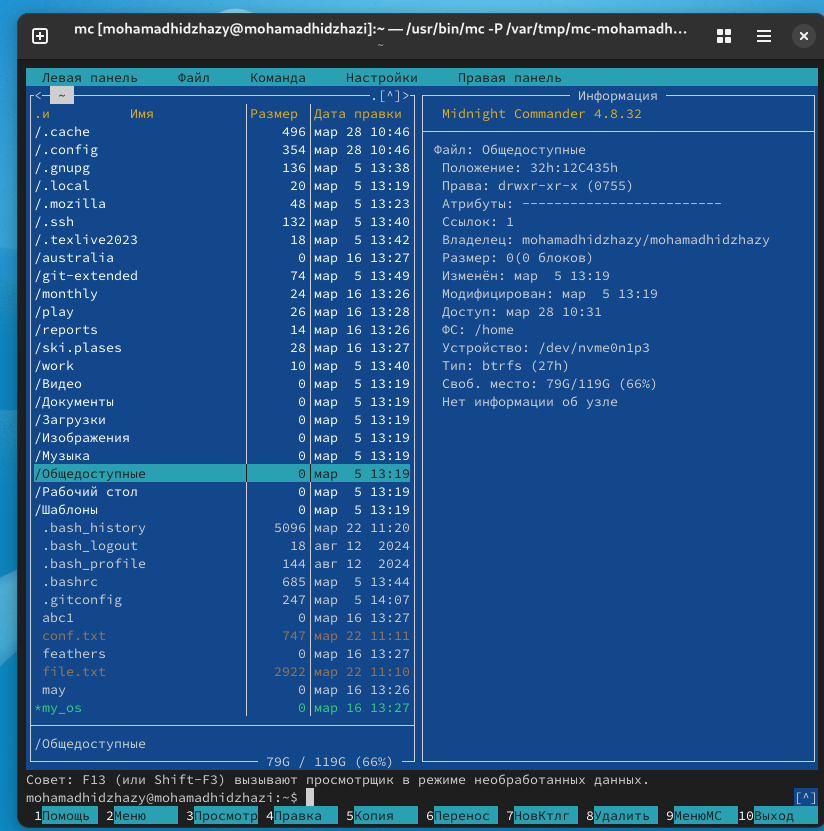 mc [mohamadhidzhazy@mohamadhidzhazi]:~ — /usr/bin/mc -P /var/tmp/mc-mohamadh…
~
Левая панель Файл Команда Настройки Правая панель
<─ ~ .[^]>
.и Имя Размер Дата правки
/.cache 496 мар 28 10:46
/.config 354 мар 28 10:46
/.gnupg 136 мар 5 13:38
/.local 20 мар 5 13:19
/.mozilla 48 мар 5 13:23
/.ssh 132 мар 5 13:40
/.texlive2023 18 мар 5 13:42
/australia 0 мар 16 13:27
/git-extended 74 мар 5 13:49
/monthly 24 мар 16 13:26
/play 26 мар 16 13:28
/reports 14 мар 16 13:26
/ski.plases 28 мар 16 13:27
/work 10 мар 5 13:40
/Видео 0 мар 5 13:19
/Документы 0 мар 5 13:19
/Загрузки 0 мар 5 13:19
/Изображения 0 мар 5 13:19
/Музыка 0 мар 5 13:19
/Общедоступные 0 мар 5 13:19
/Рабочий стол 0 мар 5 13:19
/Шаблоны 0 мар 5 13:19
.bash_history 5096 мар 22 11:20
.bash_logout 18 авг 12 2024
.bash_profile 144 авг 12 2024
.bashrc 685 мар 5 13:44
.gitconfig 247 мар 5 14:07
abc1 0 мар 16 13:27
conf.txt 747 мар 22 11:11
feathers 0 мар 16 13:27
file.txt 2922 мар 22 11:10
may 0 мар 16 13:26
*my_os 0 мар 16 13:27
/Общедоступные
79G / 119G (66%)
Информация
Midnight Commander 4.8.32
Файл: Общедоступные
Положение: 32h:12C435h
Права: drwxr-xr-x (0755)
Атрибуты: -------------------------
Ссылок: 1
Владелец: mohamadhidzhazy/mohamadhidzhazy
Размер: 0(0 блоков)
Изменён: мар 5 13:19
Модифицирован: мар 5 13:19
Доступ: мар 28 10:31
ФС: /home
Устройство: /dev/nvme0n1p3
Тип: btrfs (27h)
Своб. место: 79G/119G (66%)
Нет информации об узле
Совет: F13 (или Shift-F3) вызывают просмотрщик в режиме необработанных данных.
mohamadhidzhazy@mohamadhidzhazi:~$ [^]
1Помощь 2Меню 3Просмотр 4Правка 5Копия 6Перенос 7НовКтлг 8Удалить 9МенюМС 10Выход